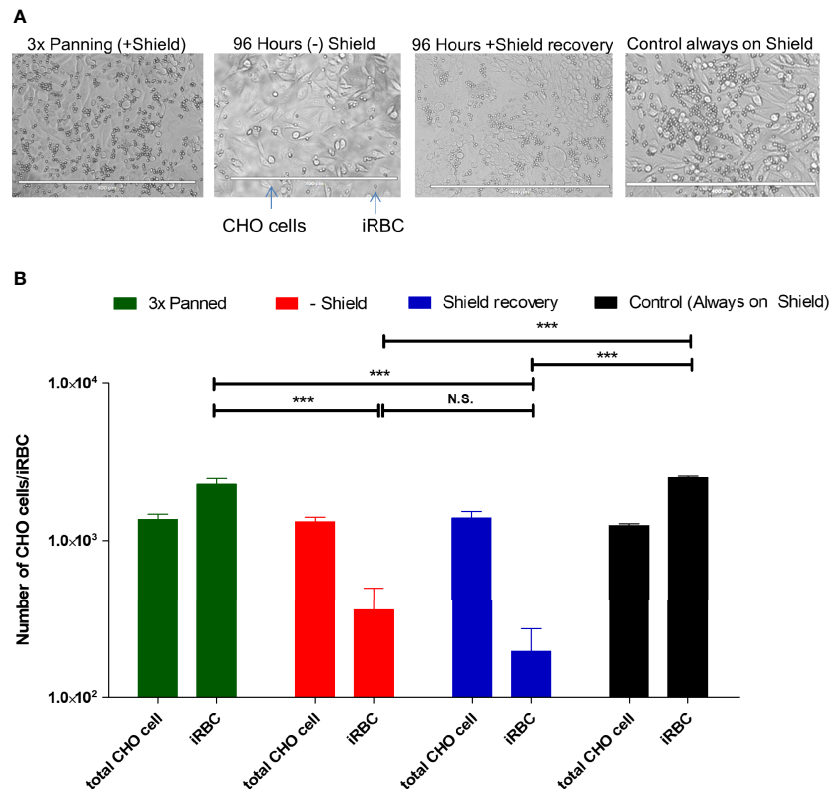 A
3x Panning (+Shield)
96 Hours (-) Shield
96 Hours +Shield recovery
Control always on Shield
CHO cells
iRBC
B
3x Panned
- Shield
Shield recovery
Control (Always on Shield)
***
***
***
***
N.S.
Number of CHO cells/iRBC
1.0×10⁴
1.0×10³
1.0×10²
total CHO cell
iRBC
total CHO cell
iRBC
total CHO cell
iRBC
total CHO cell
iRBC